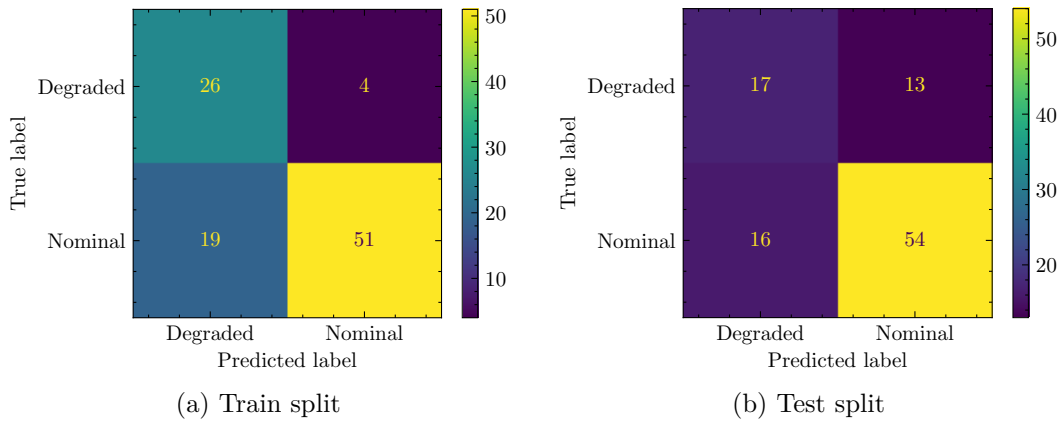 Degraded
Nominal
True label
26
4
19
51
Degraded
Nominal
Predicted label
50
40
30
20
10
(a) Train split
Degraded
Nominal
True label
17
13
16
54
Degraded
Nominal
Predicted label
50
40
30
20
(b) Test split